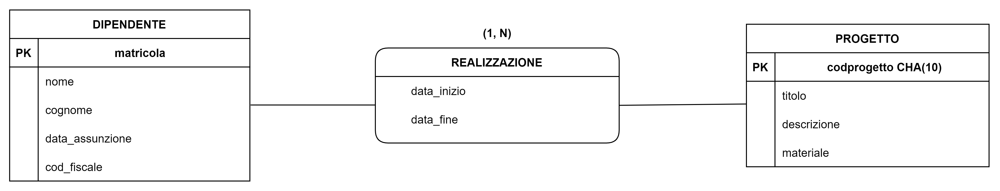 DIPENDENTE
PK matricola
nome
cognome
data_assunzione
cod_fiscale
(1, N)
REALIZZAZIONE
data_inizio
data_fine
PROGETTO
PK codprogetto CHA(10)
titolo
descrizione
materiale